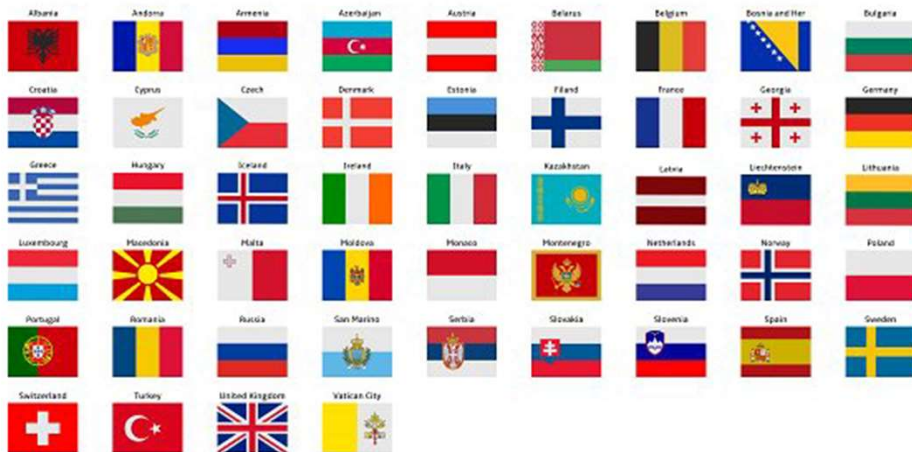 Albania Andorra Armenia Azerbaijan Austria Belarus Belgium Bosnia and Her Bulgaria
Croatia Cyprus Czech Denmark Estonia Filand France Georgia Germany
Greece Hungary Iceland Ireland Italy Kazakhstan Latria Liechtenstein Lithuania
Luxembourg Macedonia Malta Moldova Monaco Montenegro Netherlands Norway Poland
Portugal Romania Russia San Marino Serbia Slovakia Slovenia Spain Sweden
Switzerland Turkey United Kingdom Vatican City